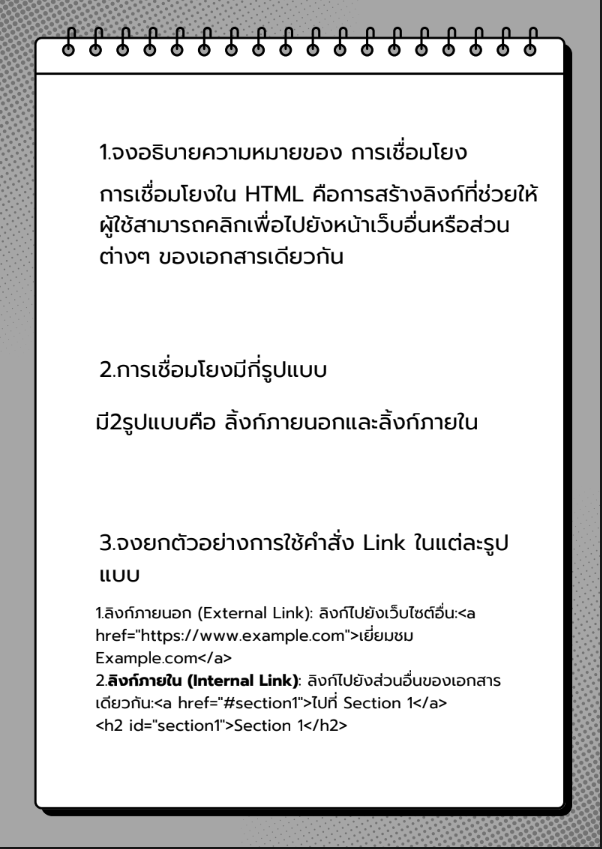 1.จงอธิบายความหมายของ การเชื่อมโยง
การเชื่อมโยงใน HTML คือการสร้างลิงก์ที่ช่วยให้
ผู้ใช้สามารถคลิกเพื่อไปยังหน้าเว็บอื่นหรือส่วน
ต่างๆ ของเอกสารเดียวกัน
2.การเชื่อมโยงมีกี่รูปแบบ
มี2รูปแบบคือ ลิ้งก์ภายนอกและลิ้งก์ภายใน
3.จงยกตัวอย่างการใช้คำสั่ง Link ในแต่ละรูป
แบบ
1.ลิงก์ภายนอก (External Link): ลิงก์ไปยังเว็บไซต์อื่น:<a
href="https://www.example.com">เยี่ยมชม
Example.com</a>
2.ลิงก์ภายใน (Internal Link): ลิงก์ไปยังส่วนอื่นของเอกสาร
เดียวกัน:<a href="#section1">ไปที่ Section 1</a>
<h2 id="section1">Section 1</h2>